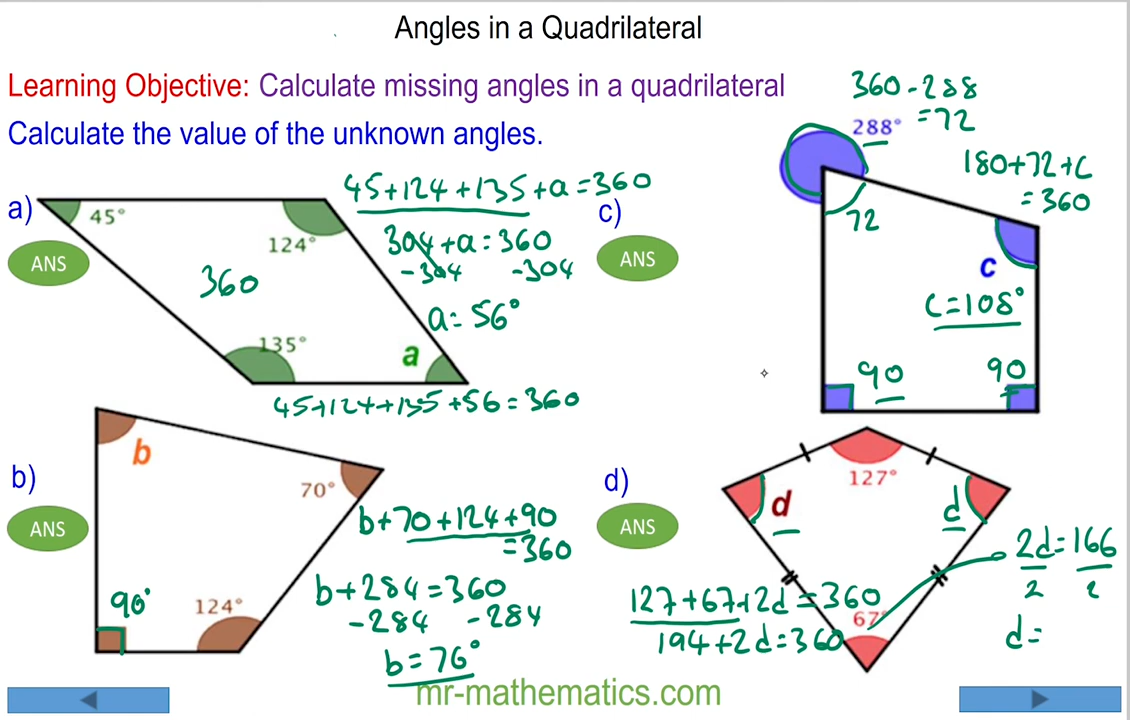 Angles in a Quadrilateral
Learning Objective: Calculate missing angles in a quadrilateral
Calculate the value of the unknown angles.
a)
ANS
45°
124°
135°
a
360
45+124+135+a=360
304+a=360
-304 -304
a=56°
45+124+135+56=360
b)
ANS
b
70°
90°
124°
b+70+124+90
=360
b+284=360
-284 -284
b=76°
c)
ANS
288°
360-288
=72
180+72+c
=360
72
c
c=108°
90
90
d)
ANS
127°
d
d
67°
127+67+2d=360
194+2d=360
2d=166
2 2
d=
mr-mathematics.com